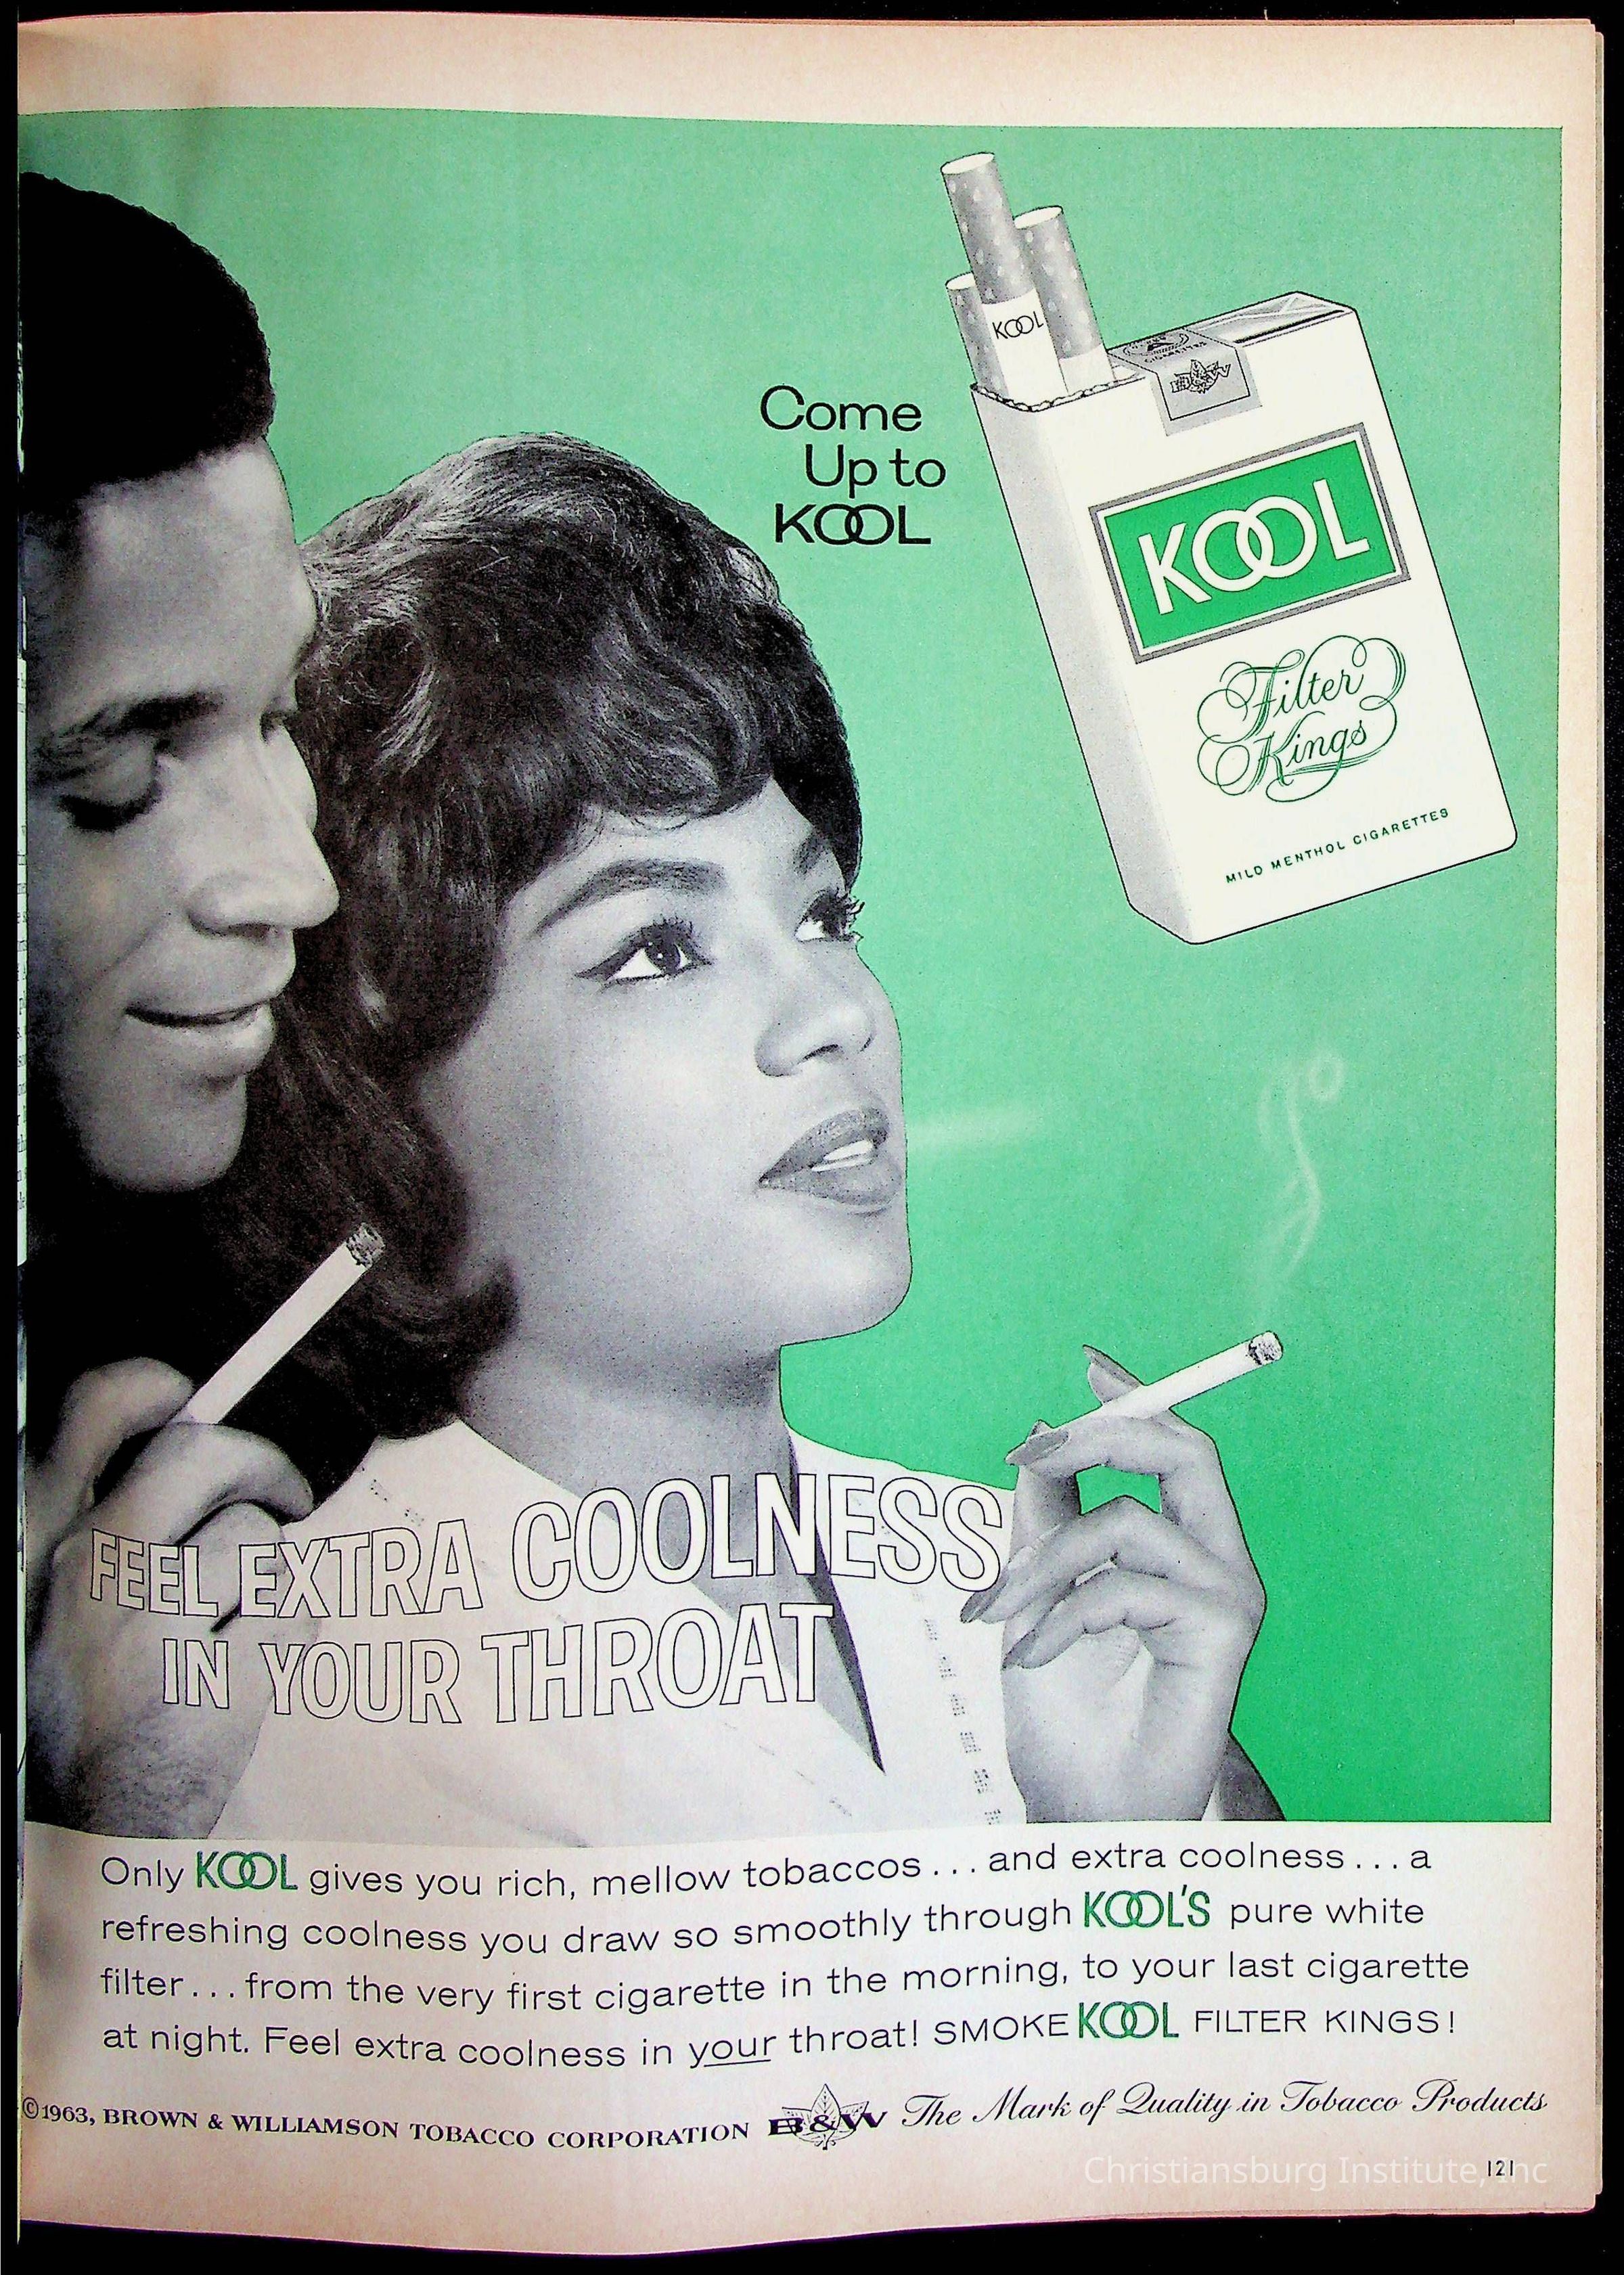 KOOL
B&W
Come
Up to
KOOL
KOOL
Filter
Kings
MILD MENTHOL CIGARETTES
FEEL EXTRA COOLNESS
IN YOUR THROAT
Only KOOL gives you rich, mellow tobaccos... and extra coolness... a
refreshing coolness you draw so smoothly through KOOL'S pure white
filter... from the very first cigarette in the morning, to your last cigarette
at night. Feel extra coolness in your throat! SMOKE KOOL FILTER KINGS!
©1963, BROWN & WILLIAMSON TOBACCO CORPORATION B&W The Mark of Quality in Tobacco Products
Christiansburg Institute, Inc
121